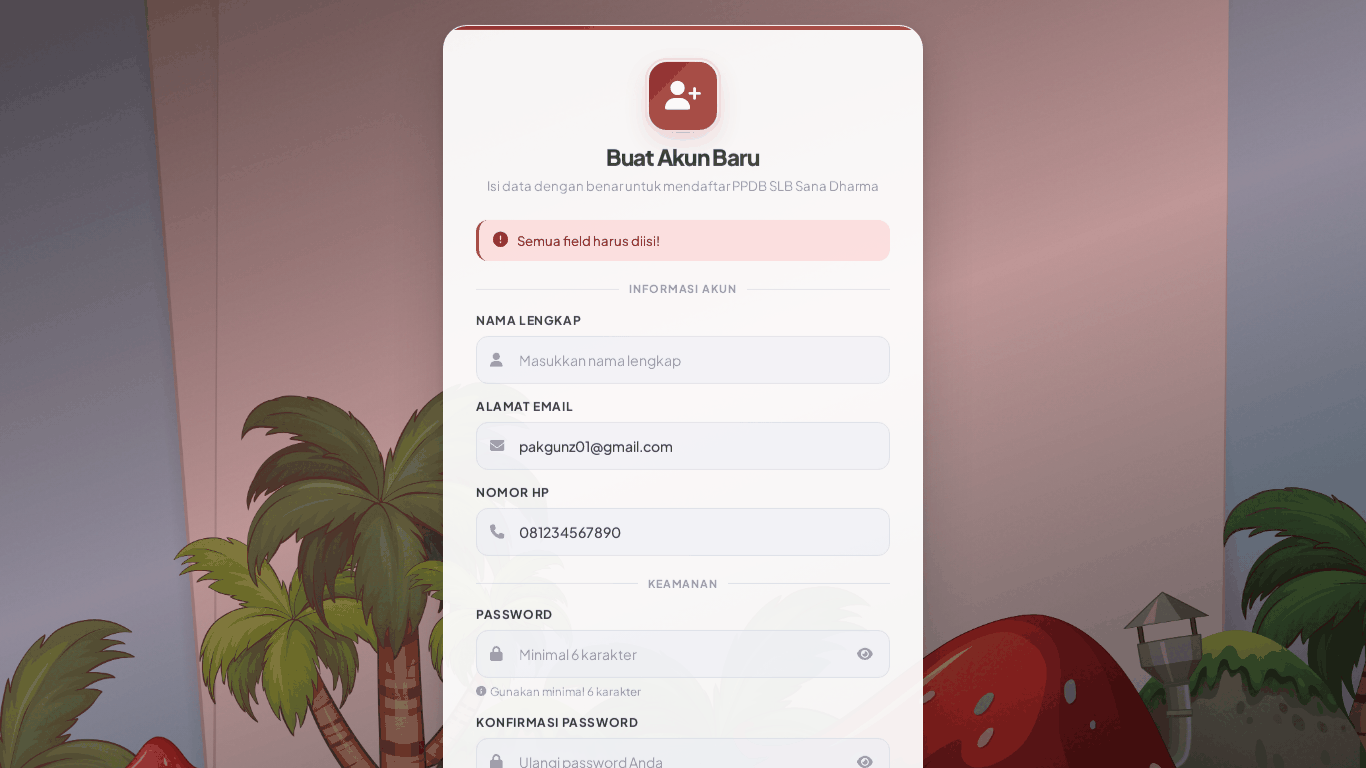 Buat Akun Baru
Isi data dengan benar untuk mendaftar PPDB SLB Sana Dharma
Semua field harus diisi!
INFORMASI AKUN
NAMA LENGKAP
Masukkan nama lengkap
ALAMAT EMAIL
pakgunz01@gmail.com
NOMOR HP
081234567890
KEAMANAN
PASSWORD
Minimal 6 karakter
Gunakan minimal 6 karakter
KONFIRMASI PASSWORD
Ulangi password Anda